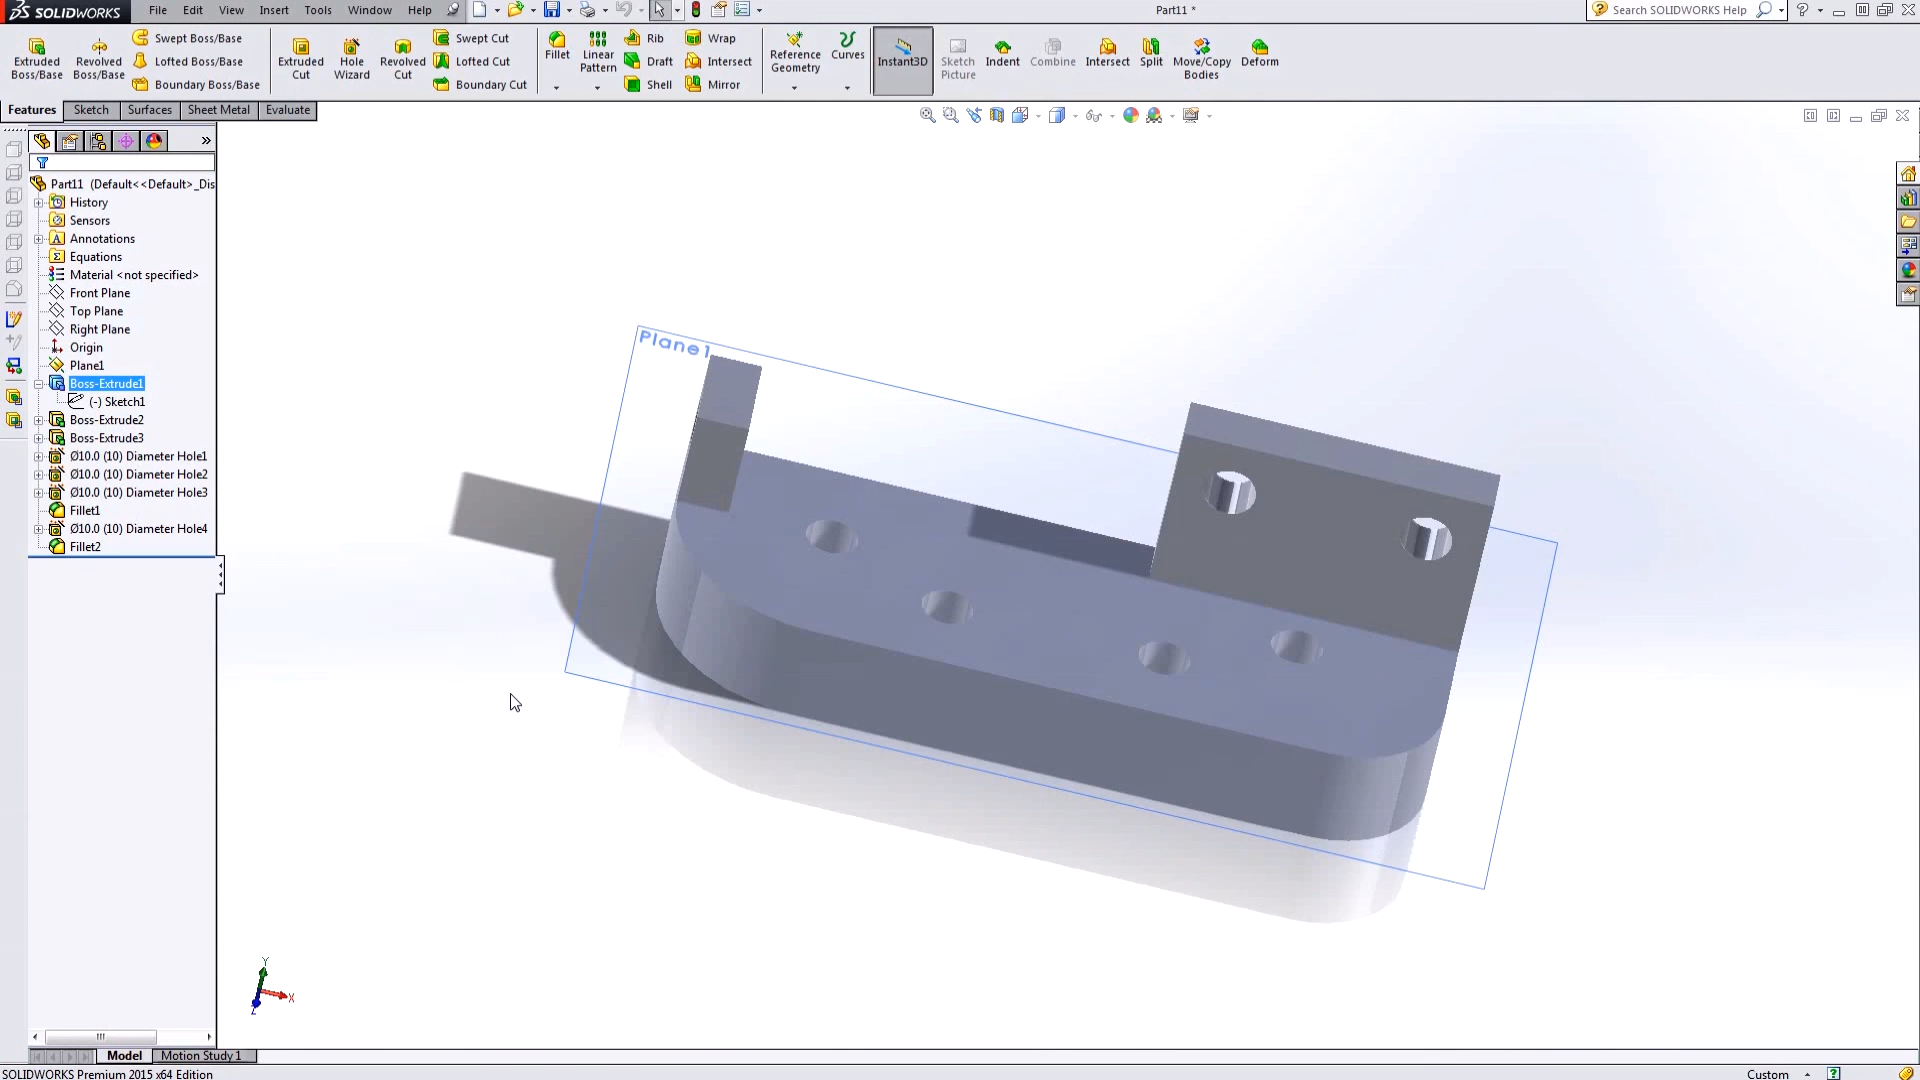 SOLIDWORKS File Edit View Insert Tools Window Help Part11 * Search SOLIDWORKS Help
Extruded Boss/Base
Revolved Boss/Base
Swept Boss/Base
Lofted Boss/Base
Boundary Boss/Base
Extruded Cut
Hole Wizard
Revolved Cut
Swept Cut
Lofted Cut
Boundary Cut
Fillet
Linear Pattern
Rib
Draft
Shell
Wrap
Intersect
Mirror
Reference Geometry
Curves
Instant3D
Sketch Picture
Indent
Combine
Intersect
Split
Move/Copy Bodies
Deform
Features Sketch Surfaces Sheet Metal Evaluate
Part11 (Default<<Default>_Dis
History
Sensors
Annotations
Equations
Material <not specified>
Front Plane
Top Plane
Right Plane
Origin
Plane1
Boss-Extrude1
(-) Sketch1
Boss-Extrude2
Boss-Extrude3
Ø10.0 (10) Diameter Hole1
Ø10.0 (10) Diameter Hole2
Ø10.0 (10) Diameter Hole3
Fillet1
Ø10.0 (10) Diameter Hole4
Fillet2
Plane1
Y
X
Z
Model Motion Study 1
SOLIDWORKS Premium 2015 x64 Edition Custom